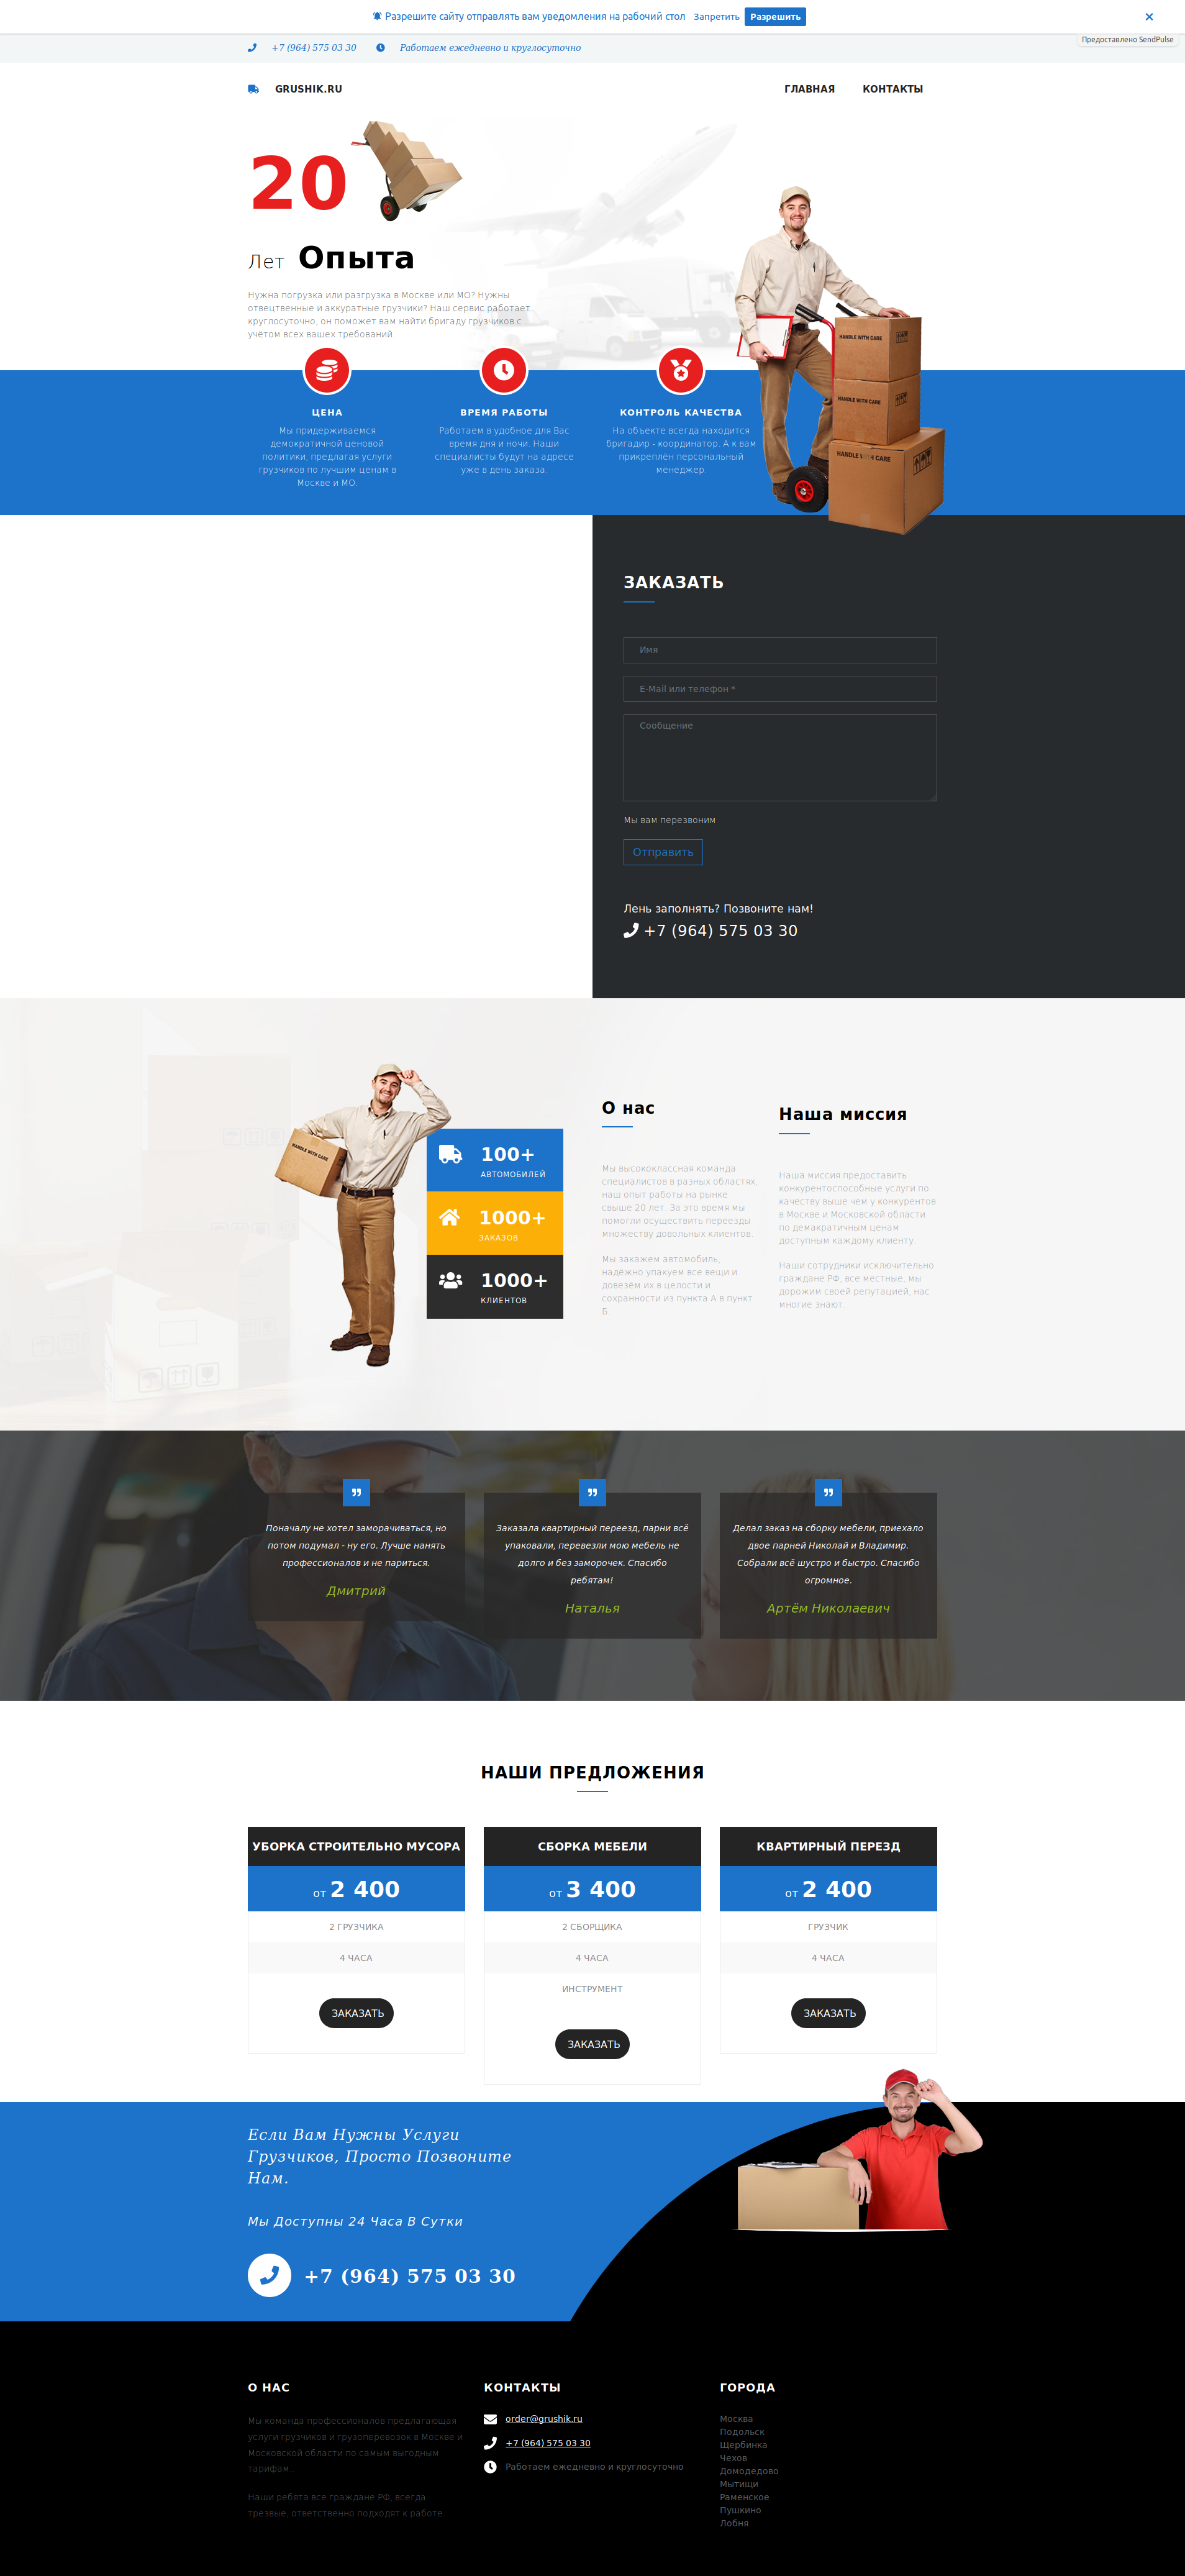 Разрешите сайту отправлять вам уведомления на рабочий стол Запретить Разрешить ×
Предоставлено SendPulse
+7 (964) 575 03 30 Работаем ежедневно и круглосуточно
GRUSHIK.RU ГЛАВНАЯ КОНТАКТЫ
20
Лет Опыта
Нужна погрузка или разгрузка в Москве или МО? Нужны
отвецтвенные и аккуратные грузчики? Наш сервис работает
круглосуточно, он поможет вам найти бригаду грузчиков с
учётом всех вашех требований.
HANDLE WITH CARE
HANDLE WITH CARE
HANDLE WITH CARE
ЦЕНА
Мы придерживаемся
демократичной ценовой
политики, предлагая услуги
грузчиков по лучшим ценам в
Москве и МО.
ВРЕМЯ РАБОТЫ
Работаем в удобное для Вас
время дня и ночи. Наши
специалисты будут на адресе
уже в день заказа.
КОНТРОЛЬ КАЧЕСТВА
На объекте всегда находится
бригадир - координатор. А к вам
прикреплён персональный
менеджер.
ЗАКАЗАТЬ
Имя
E-Mail или телефон *
Сообщение
Мы вам перезвоним
Отправить
Лень заполнять? Позвоните нам!
+7 (964) 575 03 30
HANDLE WITH CARE
100+
АВТОМОБИЛЕЙ
1000+
ЗАКАЗОВ
1000+
КЛИЕНТОВ
О нас
Мы высококлассная команда
специалистов в разных областях,
наш опыт работы на рынке
свыше 20 лет. За это время мы
помогли осуществить переезды
множеству довольных клиентов.
Мы закажем автомобиль,
надежно упакуем все вещи и
довезём их в целости и
сохранности из пункта А в пункт
Б.
Наша миссия
Наша миссия предоставить
конкурентоспособные услуги по
качеству выше чем у конкурентов
в Москве и Московской области
по демакратичным ценам
доступным каждому клиенту.
Наши сотрудники исключительно
граждане РФ, все местные, мы
дорожим своей репутацией, нас
многие знают.
Поначалу не хотел заморачиваться, но
потом подумал - ну его. Лучше нанять
профессионалов и не париться.
Дмитрий
Заказала квартирный переезд, парни всё
упаковали, перевезли мою мебель не
долго и без заморочек. Спасибо
ребятам!
Наталья
Делал заказ на сборку мебели, приехало
двое парней Николай и Владимир.
Собрали всё шустро и быстро. Спасибо
огромное.
Артём Николаевич
НАШИ ПРЕДЛОЖЕНИЯ
УБОРКА СТРОИТЕЛЬНО МУСОРА
от 2 400
2 ГРУЗЧИКА
4 ЧАСА
ЗАКАЗАТЬ
СБОРКА МЕБЕЛИ
от 3 400
2 СБОРЩИКА
4 ЧАСА
ИНСТРУМЕНТ
ЗАКАЗАТЬ
КВАРТИРНЫЙ ПЕРЕЗД
от 2 400
ГРУЗЧИК
4 ЧАСА
ЗАКАЗАТЬ
Если Вам Нужны Услуги
Грузчиков, Просто Позвоните
Нам.
Мы Доступны 24 Часа В Сутки
+7 (964) 575 03 30
О НАС
Мы команда профессионалов предлагающая
услуги грузчиков и грузоперевозок в Москве и
Московской области по самым выгодным
тарифам.
Наши ребята все граждане РФ, всегда
трезвые, ответственно подходят к работе.
КОНТАКТЫ
order@grushik.ru
+7 (964) 575 03 30
Работаем ежедневно и круглосуточно
ГОРОДА
Москва
Подольск
Щербинка
Чехов
Домодедово
Мытищи
Раменское
Пушкино
Лобня